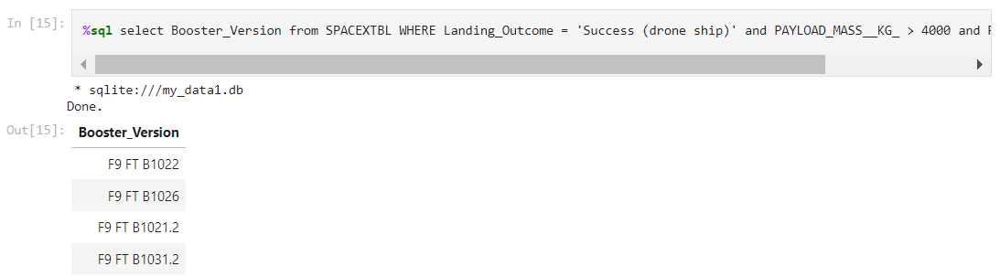 In [15]:
%sql select Booster_Version from SPACEXTBL WHERE Landing_Outcome = 'Success (drone ship)' and PAYLOAD_MASS__KG_ > 4000 and
* sqlite:///my_data1.db
Done.
Out[15]:
Booster_Version
F9 FT B1022
F9 FT B1026
F9 FT B1021.2
F9 FT B1031.2